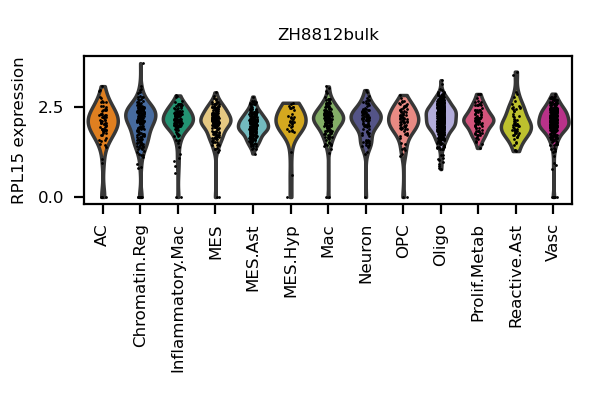 ZH8812bulk
RPL15 expression
2.5
0.0
AC
Chromatin.Reg
Inflammatory.Mac
MES
MES.Ast
MES.Hyp
Mac
Neuron
OPC
Oligo
Prolif.Metab
Reactive.Ast
Vasc